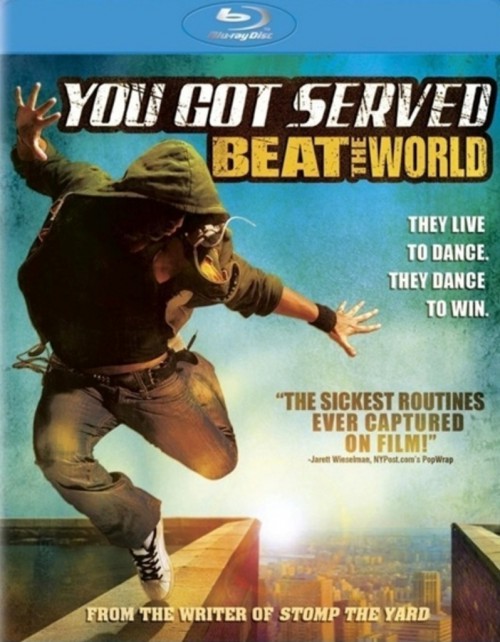 Blu-ray Disc
YOU GOT SERVED
BEAT THE WORLD
THEY LIVE
TO DANCE.
THEY DANCE
TO WIN.
"THE SICKEST ROUTINES
EVER CAPTURED
ON FILM!"
-Jarett Wieselman, NYPost.com's PopWrap
FROM THE WRITER OF STOMP THE YARD